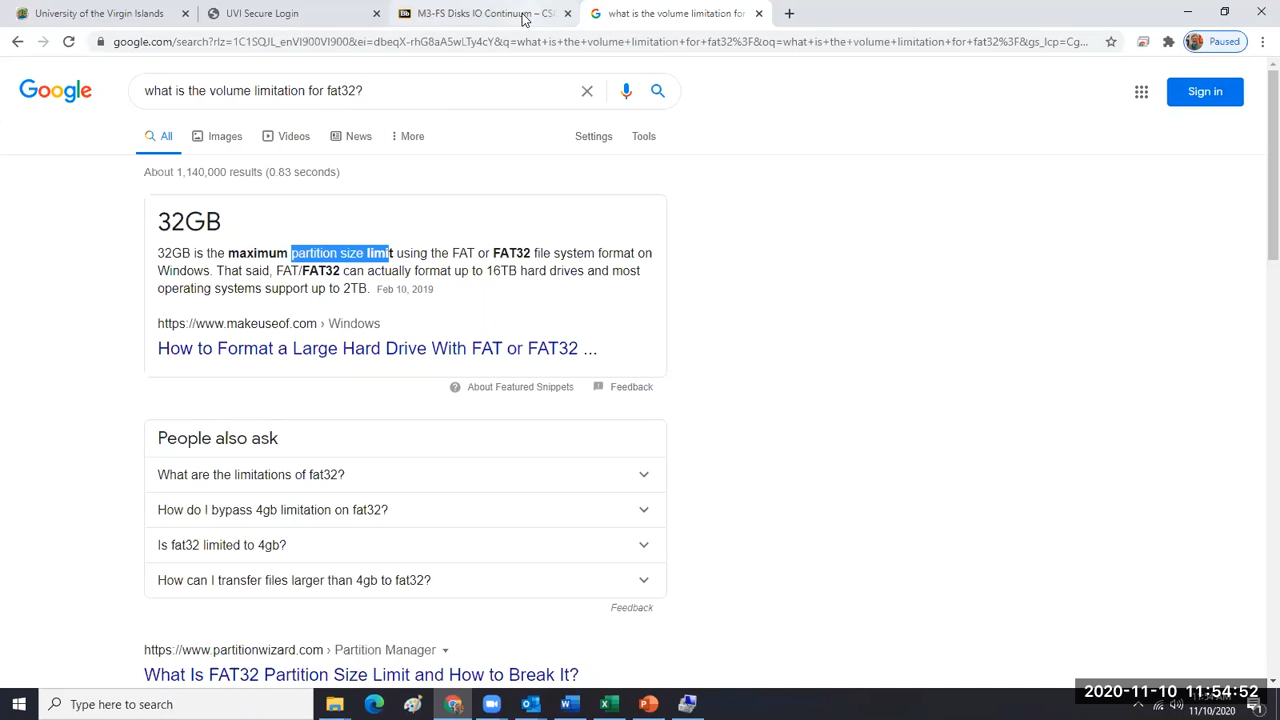 University of the Virgin Islands
UVI Secure Login
Bb M3-FS Disks IO Continuum – CSC
what is the volume limitation for
google.com/search?rlz=1C1SQJL_enVI900VI900&ei=dbeqX-rhG8aA5wLTy4cY&q=what+is+the+volume+limitation+for+fat32%3F&oq=what+is+the+volume+limitation+for+fat32%3F&gs_lcp=Cg...
Paused
Google
what is the volume limitation for fat32?
Sign in
All Images Videos News More Settings Tools
About 1,140,000 results (0.83 seconds)
32GB
32GB is the maximum partition size limit using the FAT or FAT32 file system format on
Windows. That said, FAT/FAT32 can actually format up to 16TB hard drives and most
operating systems support up to 2TB. Feb 10, 2019
https://www.makeuseof.com › Windows
How to Format a Large Hard Drive With FAT or FAT32 ...
About Featured Snippets Feedback
People also ask
What are the limitations of fat32?
How do I bypass 4gb limitation on fat32?
Is fat32 limited to 4gb?
How can I transfer files larger than 4gb to fat32?
Feedback
https://www.partitionwizard.com › Partition Manager
What Is FAT32 Partition Size Limit and How to Break It?
2020-11-10 11:54:52
Type here to search
11/10/2020